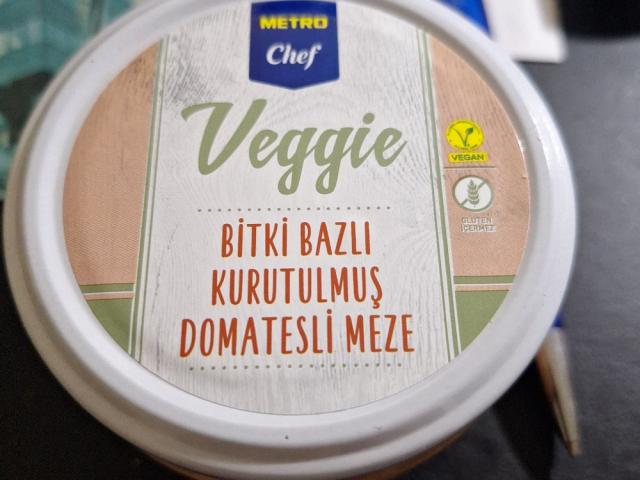 METRO
Chef
Veggie
VEGAN
GLUTEN
İÇERMEZ
BİTKİ BAZLI
KURUTULMUŞ
DOMATESLİ MEZE